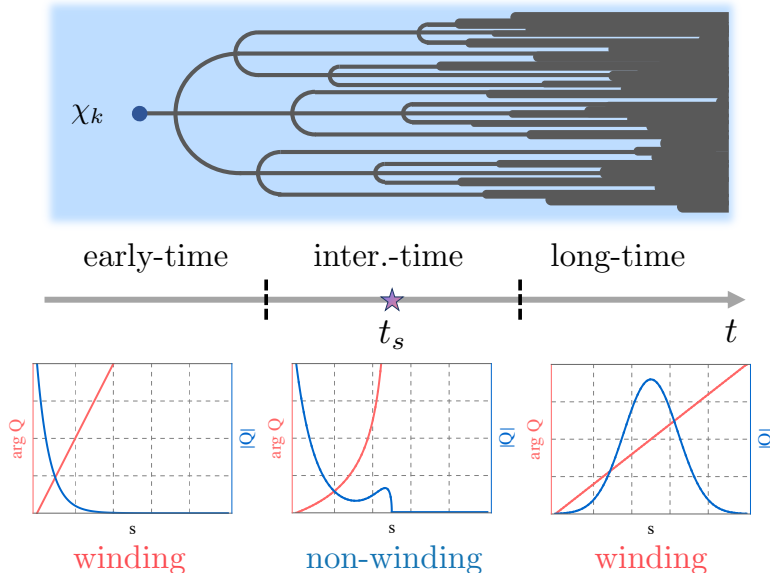 χ_k
early-time inter.-time long-time
t_s t
arg Q |Q| arg Q |Q| arg Q |Q|
s s s
winding non-winding winding